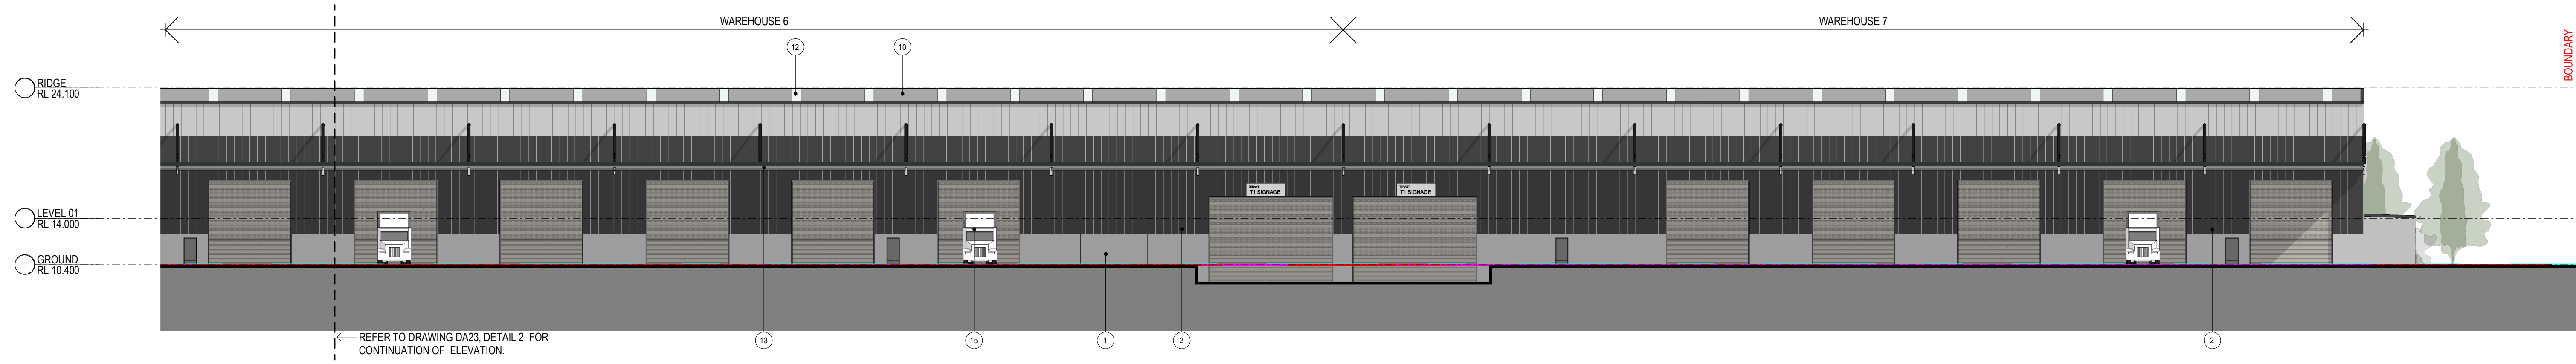 WAREHOUSE 6
WAREHOUSE 7
BOUNDARY
12
10
RIDGE
RL 24.100
TENANT
T1 SIGNAGE
TENANT
T1 SIGNAGE
LEVEL 01
RL 14.000
GROUND
RL 10.400
REFER TO DRAWING DA23, DETAIL 2 FOR
CONTINUATION OF ELEVATION.
13
15
1
2
2